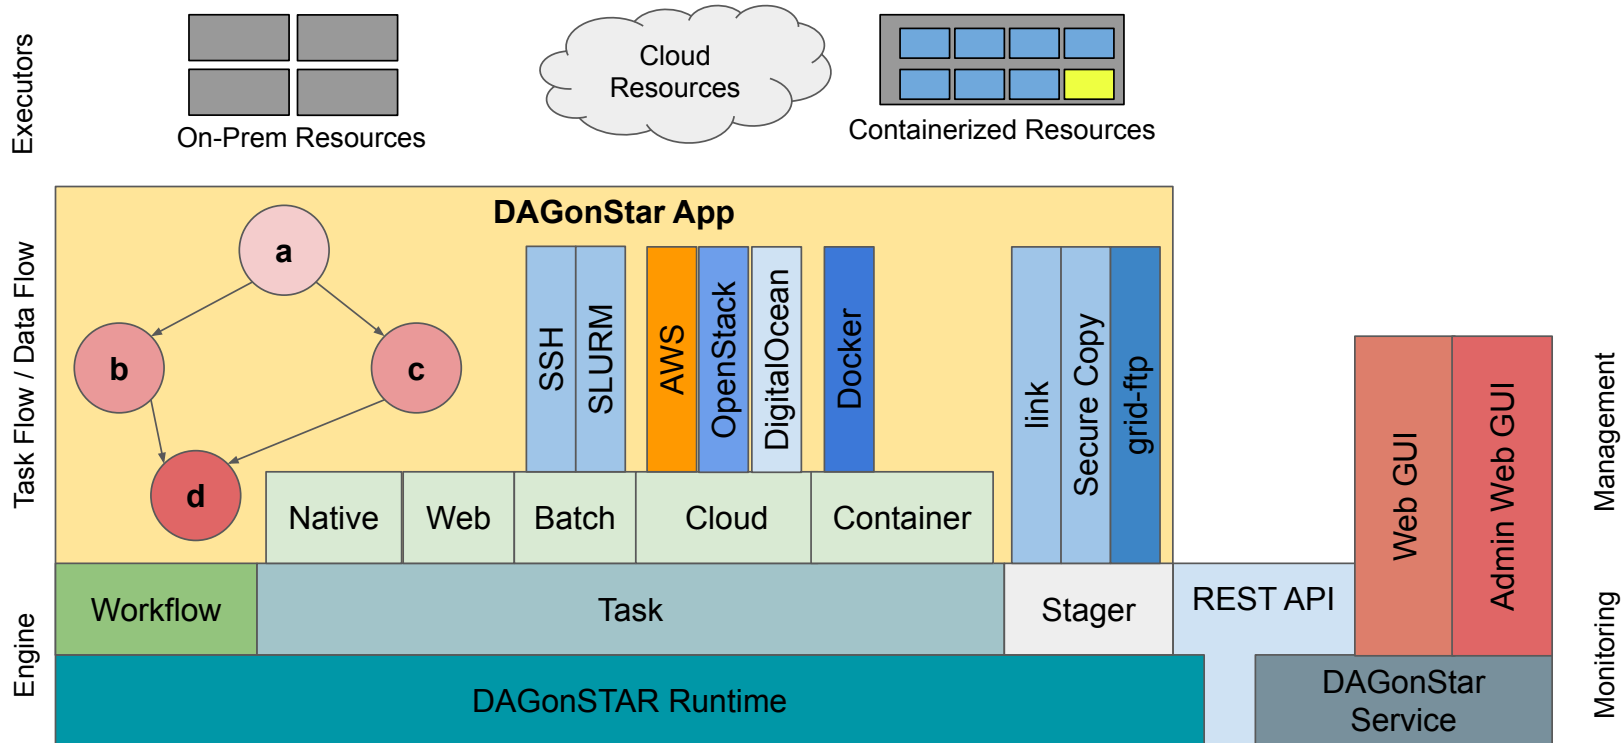 Executors
On-Prem Resources
Cloud
Resources
Containerized Resources
Task Flow / Data Flow
DAGonStar App
a
b
c
d
SSH
SLURM
AWS
OpenStack
DigitalOcean
Docker
link
Secure Copy
grid-ftp
Native
Web
Batch
Cloud
Container
Web GUI
Admin Web GUI
Management
Engine
Workflow
Task
Stager
REST API
DAGonSTAR Runtime
DAGonStar
Service
Monitoring